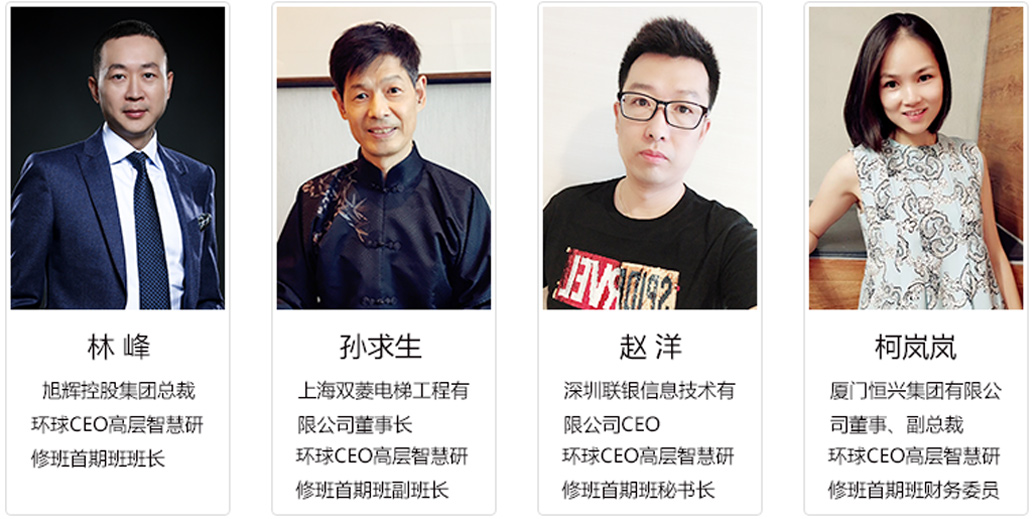 林 峰
旭辉控股集团总裁
环球CEO高层智慧研
修班首期班班长
孙求生
上海双菱电梯工程有
限公司董事长
环球CEO高层智慧研
修班首期班副班长
赵 洋
深圳联银信息技术有
限公司CEO
环球CEO高层智慧研
修班首期班秘书长
柯岚岚
厦门恒兴集团有限公
司董事、副总裁
环球CEO高层智慧研
修班首期班财务委员